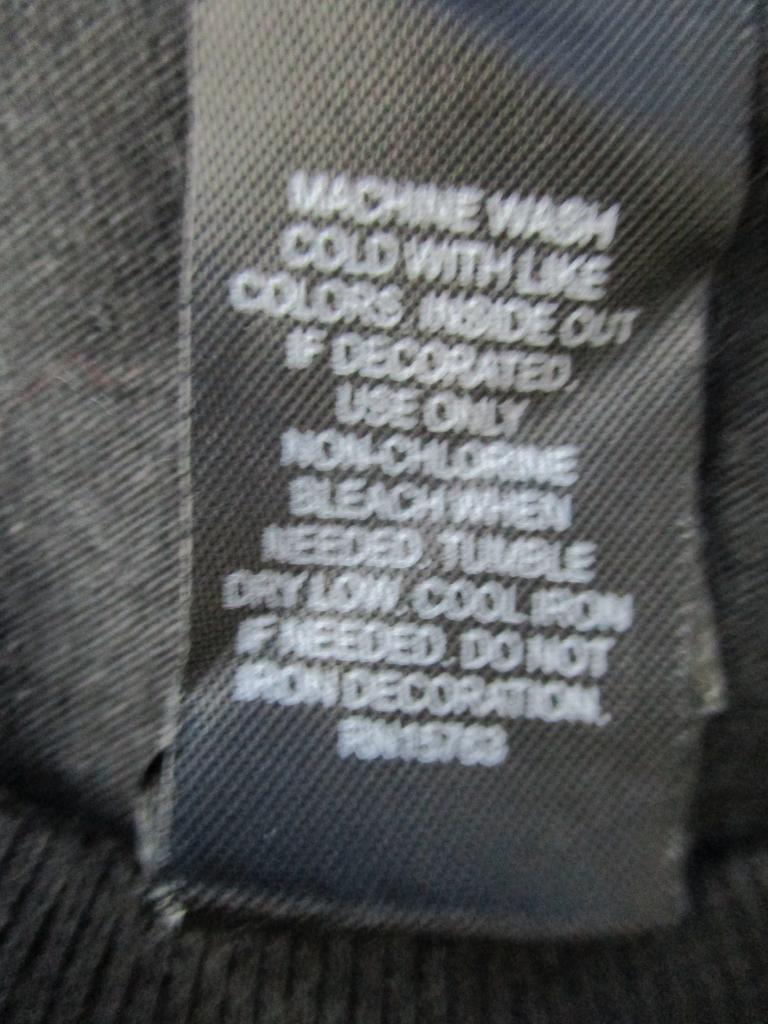 MACHINE WASH
COLD WITH LIKE
COLORS, INSIDE OUT
IF DECORATED.
USE ONLY
NON-CHLORINE
BLEACH WHEN
NEEDED. TUMBLE
DRY LOW. COOL IRON
IF NEEDED. DO NOT
IRON DECORATION.
RN15763